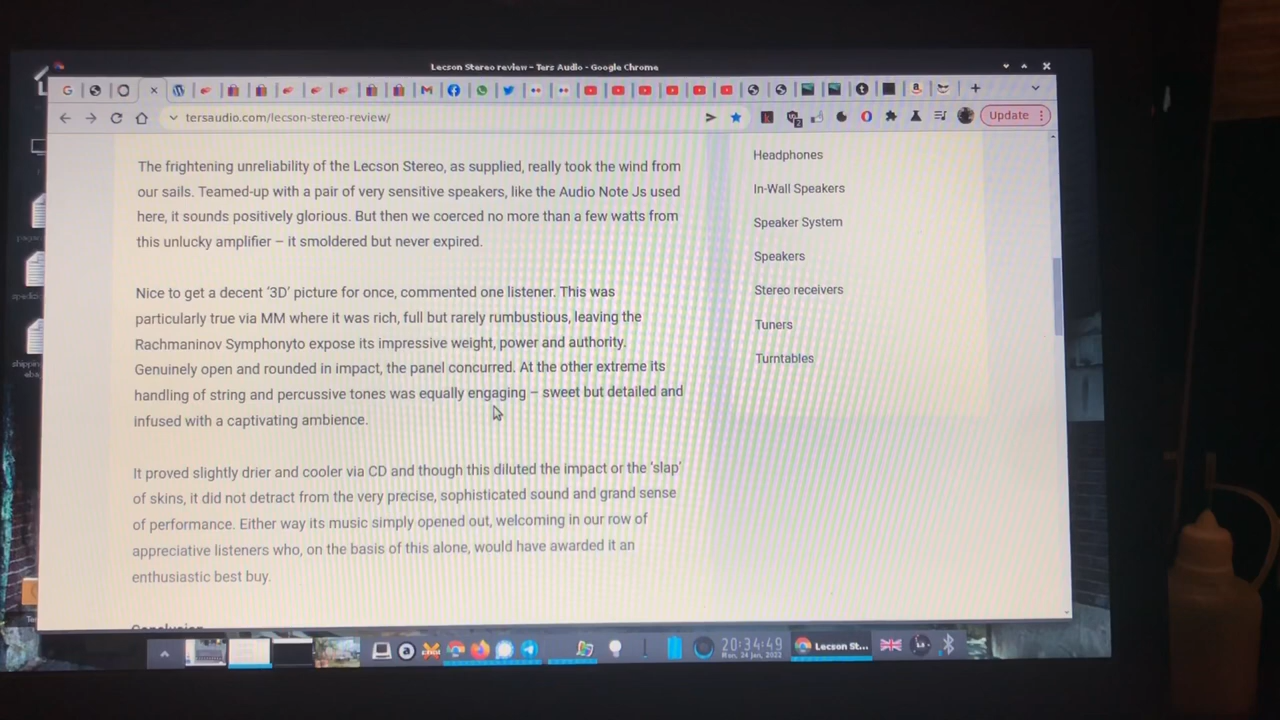 Lecson Stereo review - Ters Audio - Google Chrome
tersaudio.com/lecson-stereo-review/
Update
The frightening unreliability of the Lecson Stereo, as supplied, really took the wind from
our sails. Teamed-up with a pair of very sensitive speakers, like the Audio Note Js used
here, it sounds positively glorious. But then we coerced no more than a few watts from
this unlucky amplifier – it smoldered but never expired.
Nice to get a decent ‘3D’ picture for once, commented one listener. This was
particularly true via MM where it was rich, full but rarely rumbustious, leaving the
Rachmaninov Symphonyto expose its impressive weight, power and authority.
Genuinely open and rounded in impact, the panel concurred. At the other extreme its
handling of string and percussive tones was equally engaging – sweet but detailed and
infused with a captivating ambience.
It proved slightly drier and cooler via CD and though this diluted the impact or the ‘slap’
of skins, it did not detract from the very precise, sophisticated sound and grand sense
of performance. Either way its music simply opened out, welcoming in our row of
appreciative listeners who, on the basis of this alone, would have awarded it an
enthusiastic best buy.
Conclusion
Headphones
In-Wall Speakers
Speaker System
Speakers
Stereo receivers
Tuners
Turntables
20:34:49
Mon, 24 Jan, 2022
Lecson St...